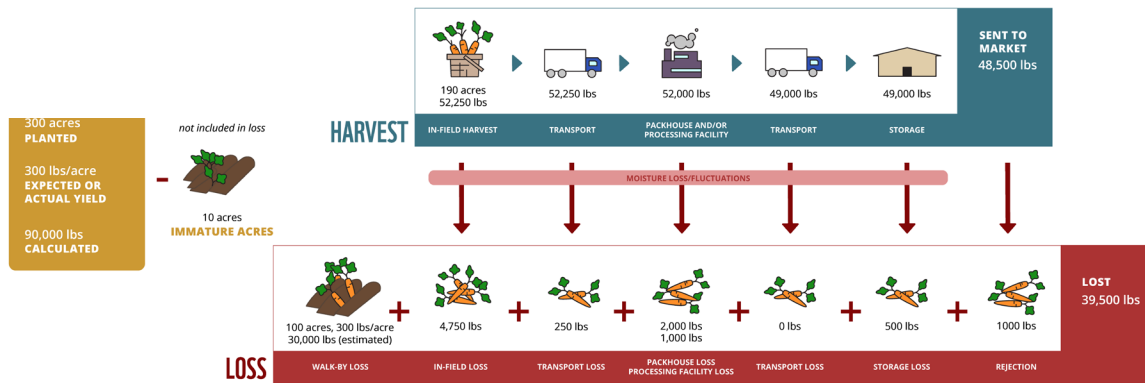 300 acres
PLANTED
300 lbs/acre
EXPECTED OR
ACTUAL YIELD
90,000 lbs
CALCULATED
not included in loss
10 acres
IMMATURE ACRES
HARVEST
190 acres
52,250 lbs
IN-FIELD HARVEST
52,250 lbs
TRANSPORT
52,000 lbs
PACKHOUSE AND/OR
PROCESSING FACILITY
49,000 lbs
TRANSPORT
49,000 lbs
STORAGE
SENT TO
MARKET
48,500 lbs
MOISTURE LOSS/FLUCTUATIONS
LOSS
100 acres, 300 lbs/acre
30,000 lbs (estimated)
WALK-BY LOSS
4,750 lbs
IN-FIELD LOSS
250 lbs
TRANSPORT LOSS
2,000 lbs
1,000 lbs
PACKHOUSE LOSS
PROCESSING FACILITY LOSS
0 lbs
TRANSPORT LOSS
500 lbs
STORAGE LOSS
1000 lbs
REJECTION
LOST
39,500 lbs